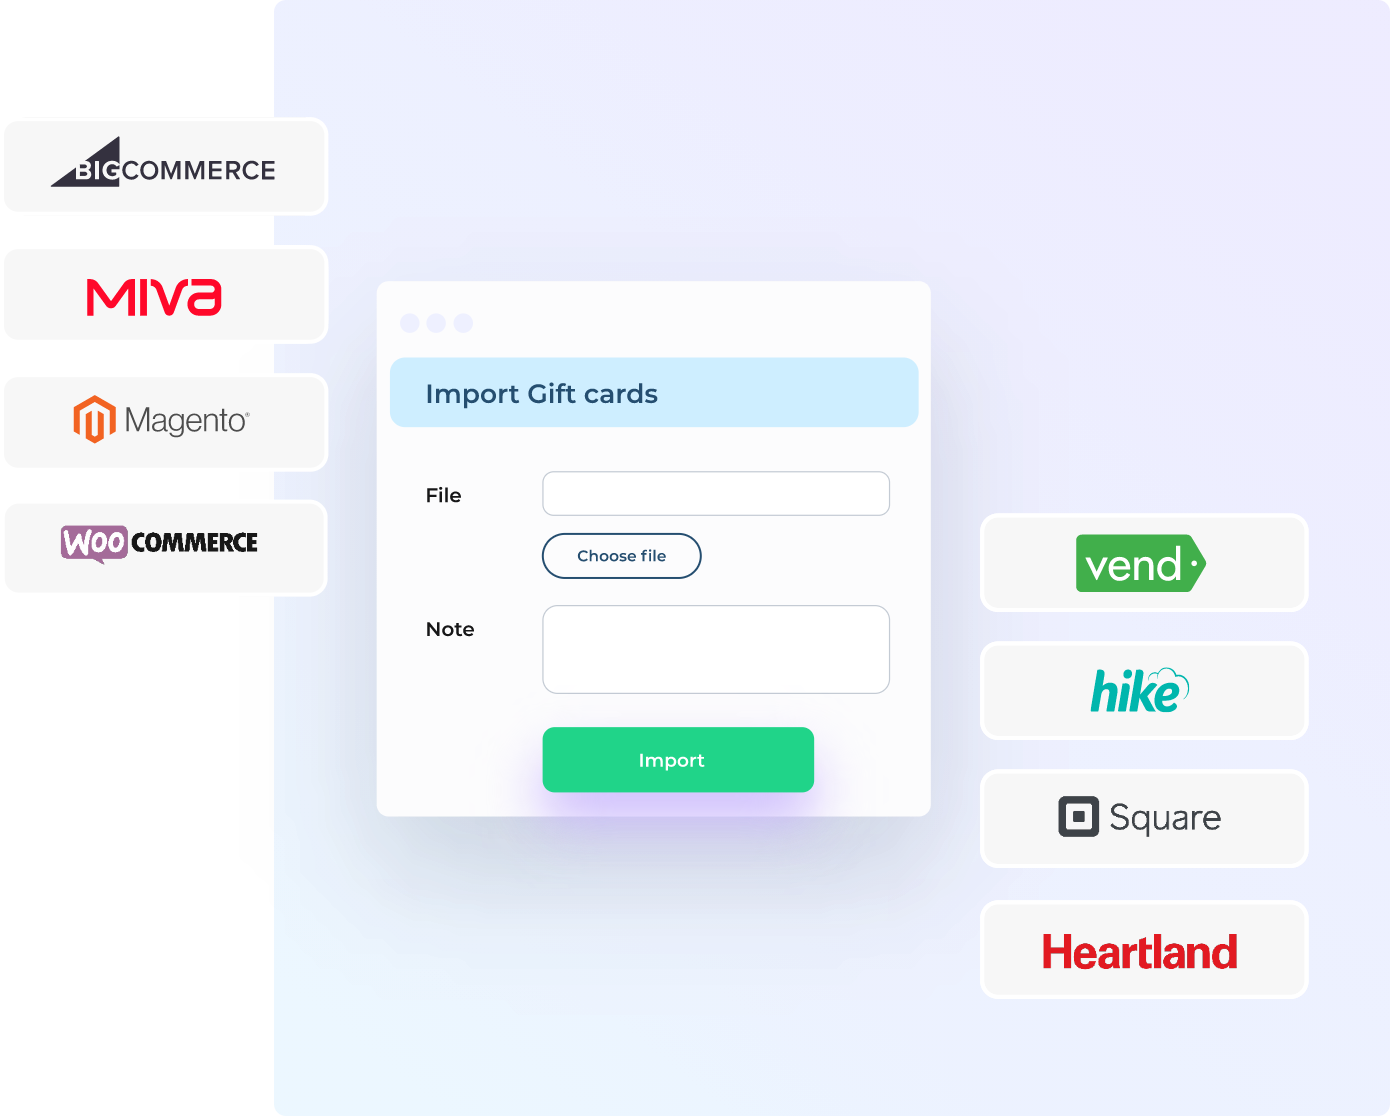 BIGCOMMERCE
MIVA
Magento®
WOO COMMERCE
Import Gift cards
File
Choose file
Note
Import
vend
hike
Square
Heartland